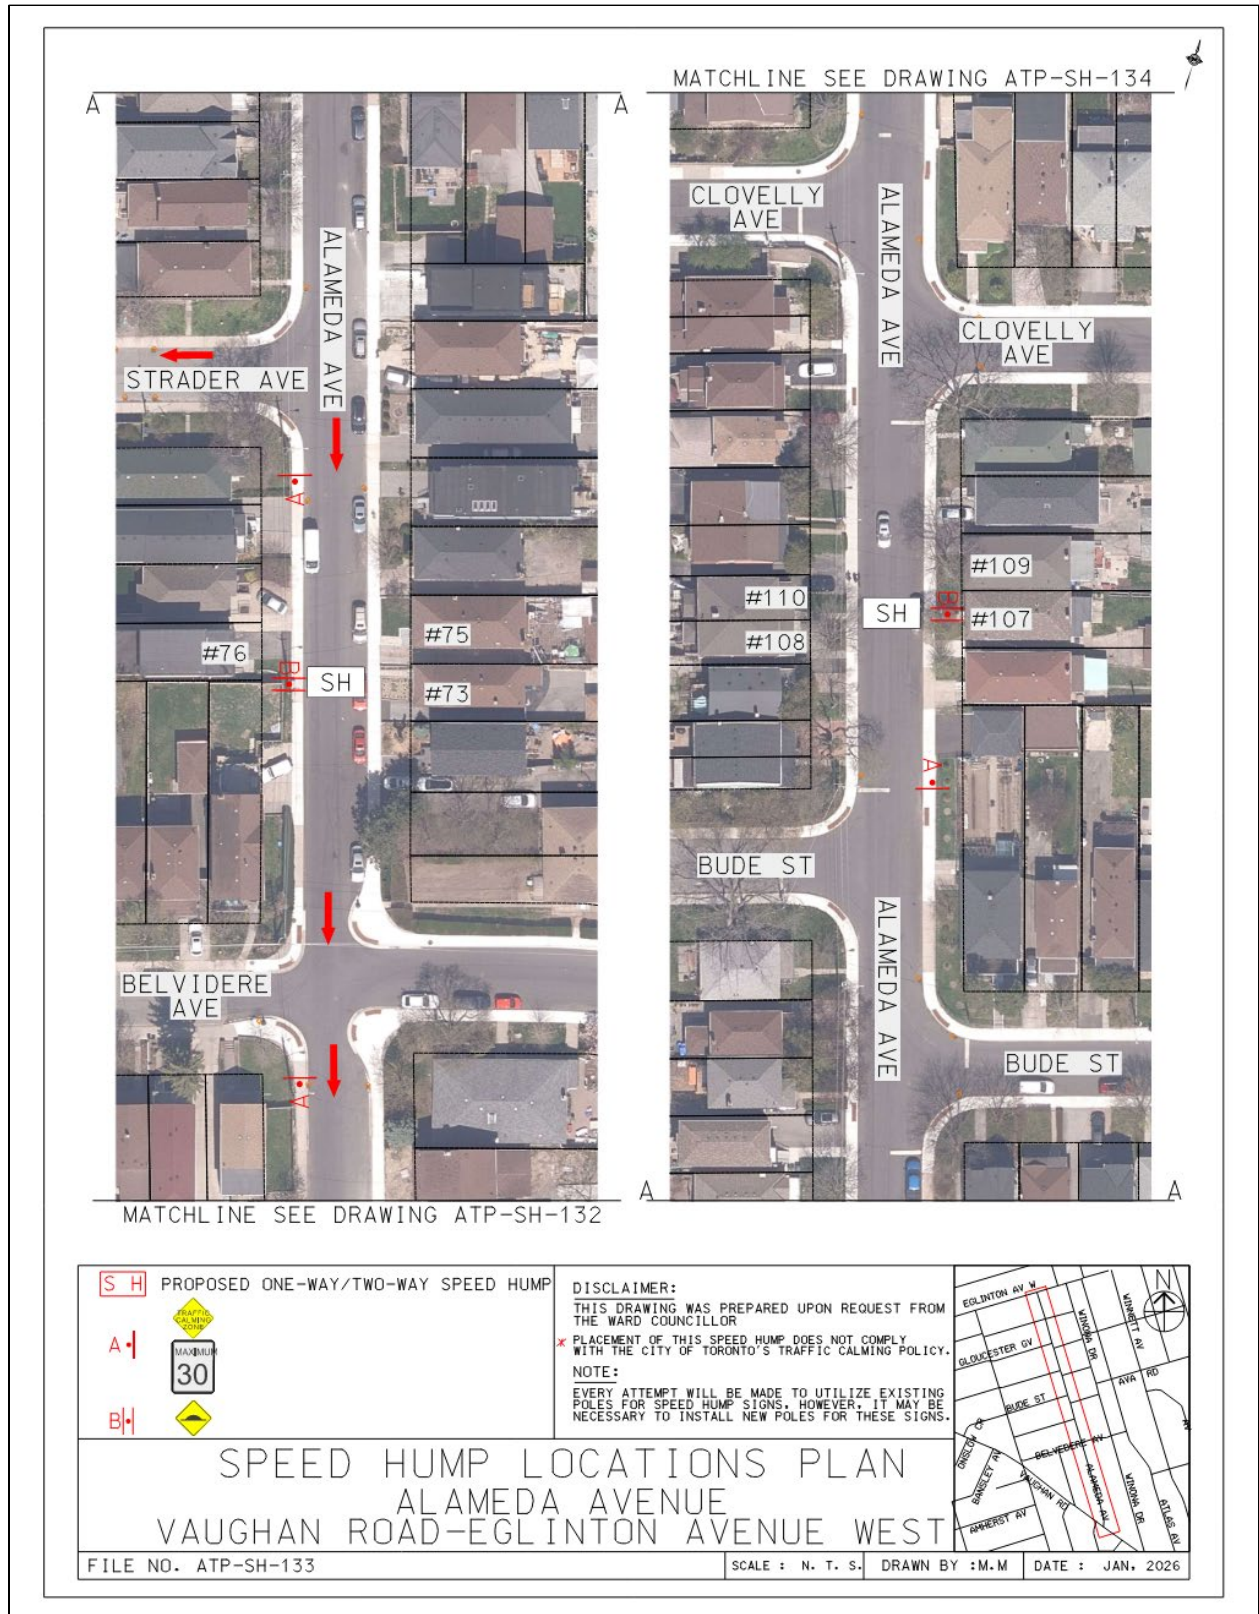 MATCHLINE SEE DRAWING ATP-SH-134
A
A
STRADER AVE
ALAMEDA AVE
A
#76
B
SH
#75
#73
BELVIDERE
AVE
A
MATCHLINE SEE DRAWING ATP-SH-132
CLOVELLY
AVE
ALAMEDA AVE
CLOVELLY
AVE
#110
#108
SH
#109
B
#107
A
BUDE ST
ALAMEDA AVE
BUDE ST
A
A
S H PROPOSED ONE-WAY/TWO-WAY SPEED HUMP
TRAFFIC
CALMING
ZONE
A
MAXIMUM
30
B
DISCLAIMER:
THIS DRAWING WAS PREPARED UPON REQUEST FROM
THE WARD COUNCILLOR
* PLACEMENT OF THIS SPEED HUMP DOES NOT COMPLY
WITH THE CITY OF TORONTO'S TRAFFIC CALMING POLICY.
NOTE:
EVERY ATTEMPT WILL BE MADE TO UTILIZE EXISTING
POLES FOR SPEED HUMP SIGNS. HOWEVER, IT MAY BE
NECESSARY TO INSTALL NEW POLES FOR THESE SIGNS.
N
EGLINTON AV W
WINONA DR
WINNETT AV
GLOUCESTER GV
AVA RD
BUDE ST
AV
ONSLOW CR
BELVEDERE AV
BANSLEY AV
VAUGHAN RD
ALAMEDA AV
WINONA DR
ATLAS AV
AMHERST AV
SPEED HUMP LOCATIONS PLAN
ALAMEDA AVENUE
VAUGHAN ROAD-EGLINTON AVENUE WEST
FILE NO. ATP-SH-133
SCALE : N. T. S.
DRAWN BY :M.M
DATE : JAN, 2026